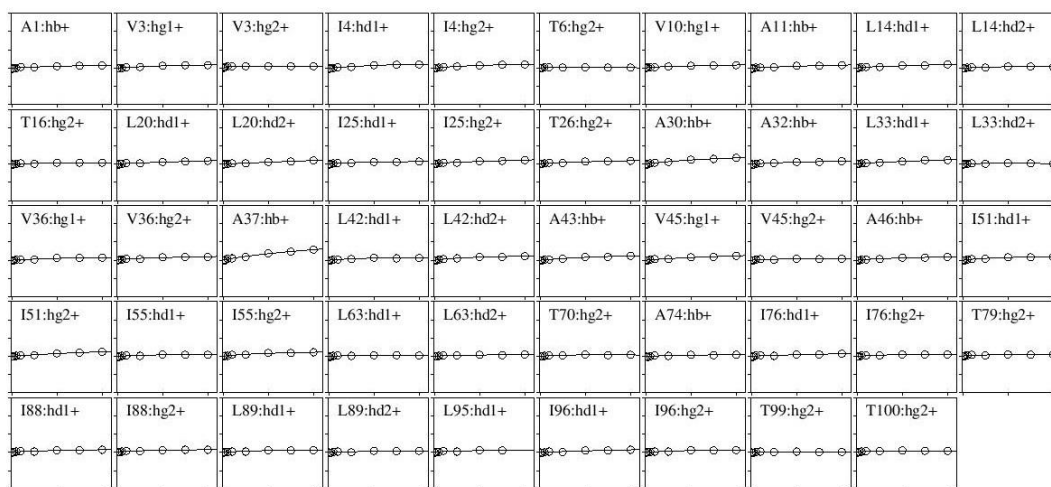 A1:hb+ V3:hg1+ V3:hg2+ I4:hd1+ I4:hg2+ T6:hg2+ V10:hg1+ A11:hb+ L14:hd1+ L14:hd2+
T16:hg2+ L20:hd1+ L20:hd2+ I25:hd1+ I25:hg2+ T26:hg2+ A30:hb+ A32:hb+ L33:hd1+ L33:hd2+
V36:hg1+ V36:hg2+ A37:hb+ L42:hd1+ L42:hd2+ A43:hb+ V45:hg1+ V45:hg2+ A46:hb+ I51:hd1+
I51:hg2+ I55:hd1+ I55:hg2+ L63:hd1+ L63:hd2+ T70:hg2+ A74:hb+ I76:hd1+ I76:hg2+ T79:hg2+
I88:hd1+ I88:hg2+ L89:hd1+ L89:hd2+ L95:hd1+ I96:hd1+ I96:hg2+ T99:hg2+ T100:hg2+